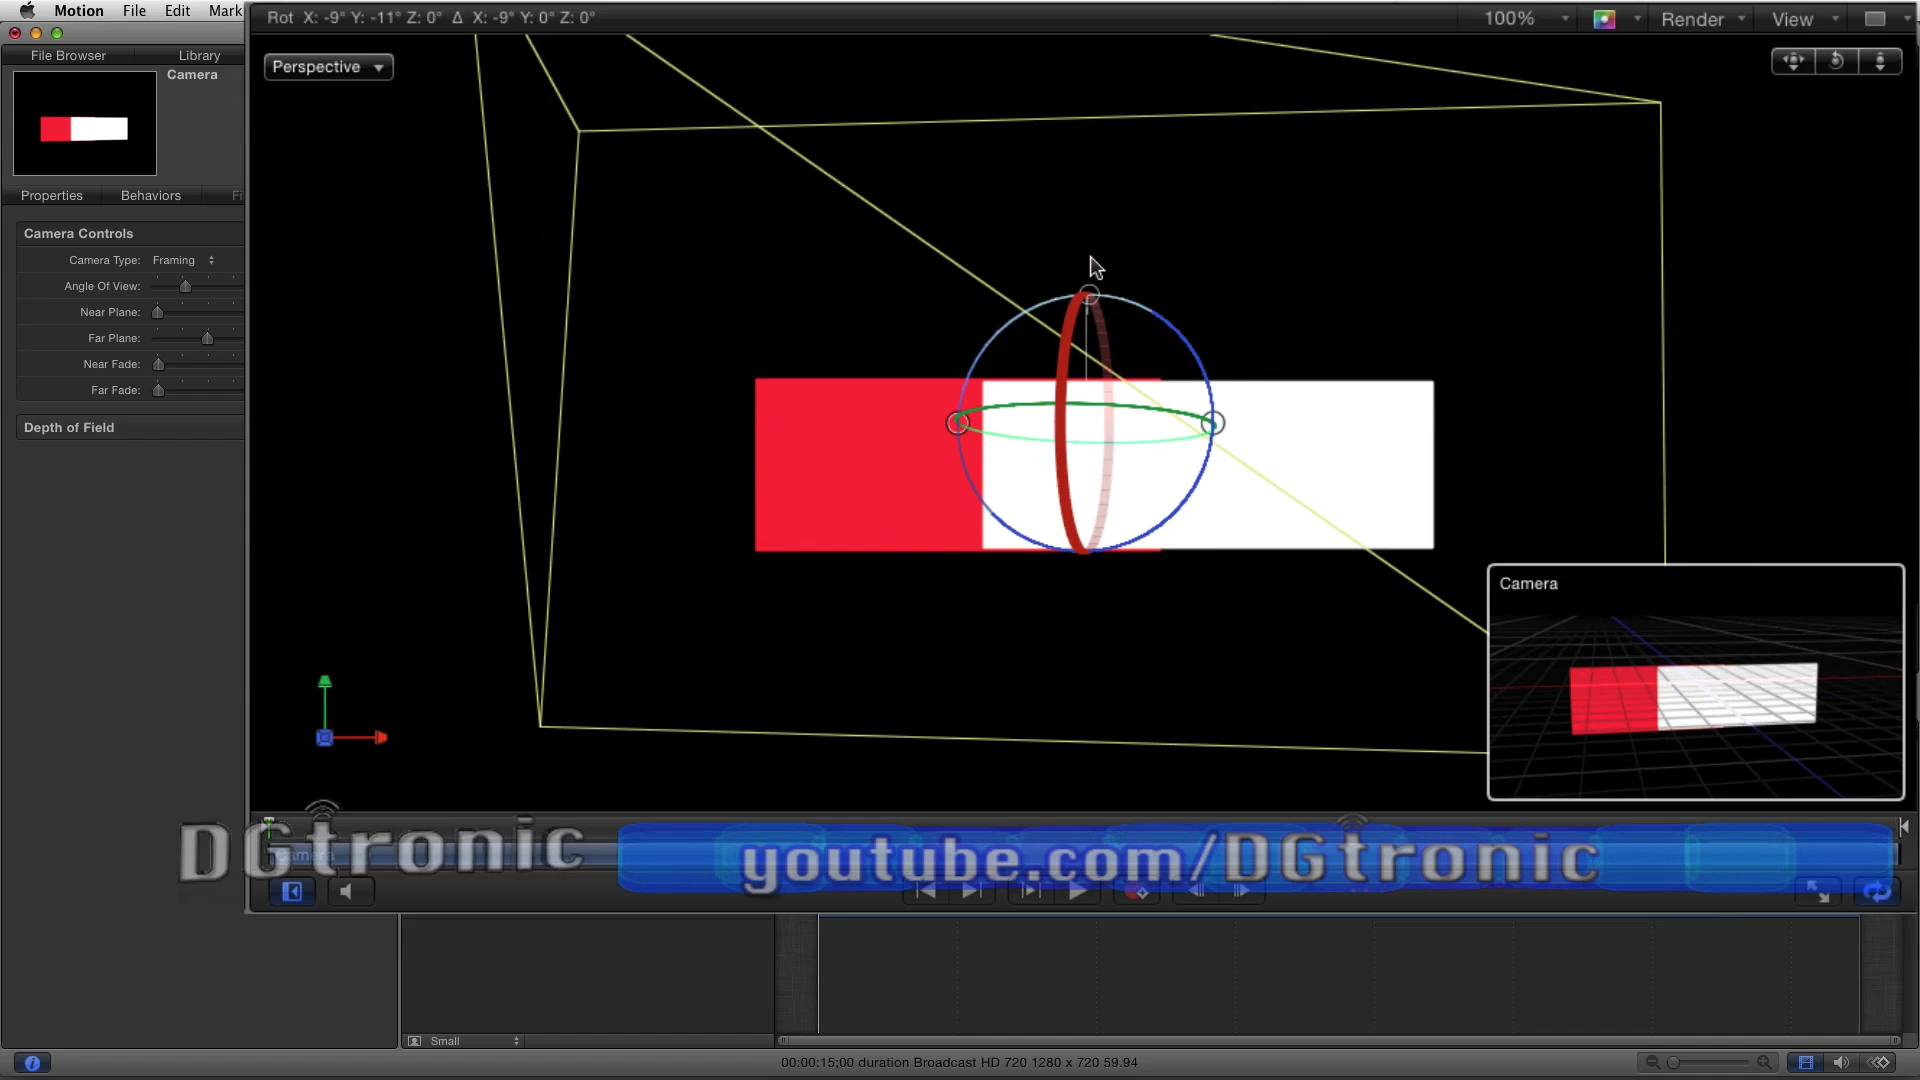 Motion File Edit Mark
Rot X: -9° Y: -11° Z: 0° Δ X: -9° Y: 0° Z: 0°
100% Render View
File Browser Library
Perspective
Camera
Properties Behaviors
Camera Controls
Camera Type: Framing
Angle Of View:
Near Plane:
Far Plane:
Near Fade:
Far Fade:
Depth of Field
Camera
DGtronic
Camera
youtube.com/DGtronic
Small
00:00:15;00 duration Broadcast HD 720 1280 x 720 59.94